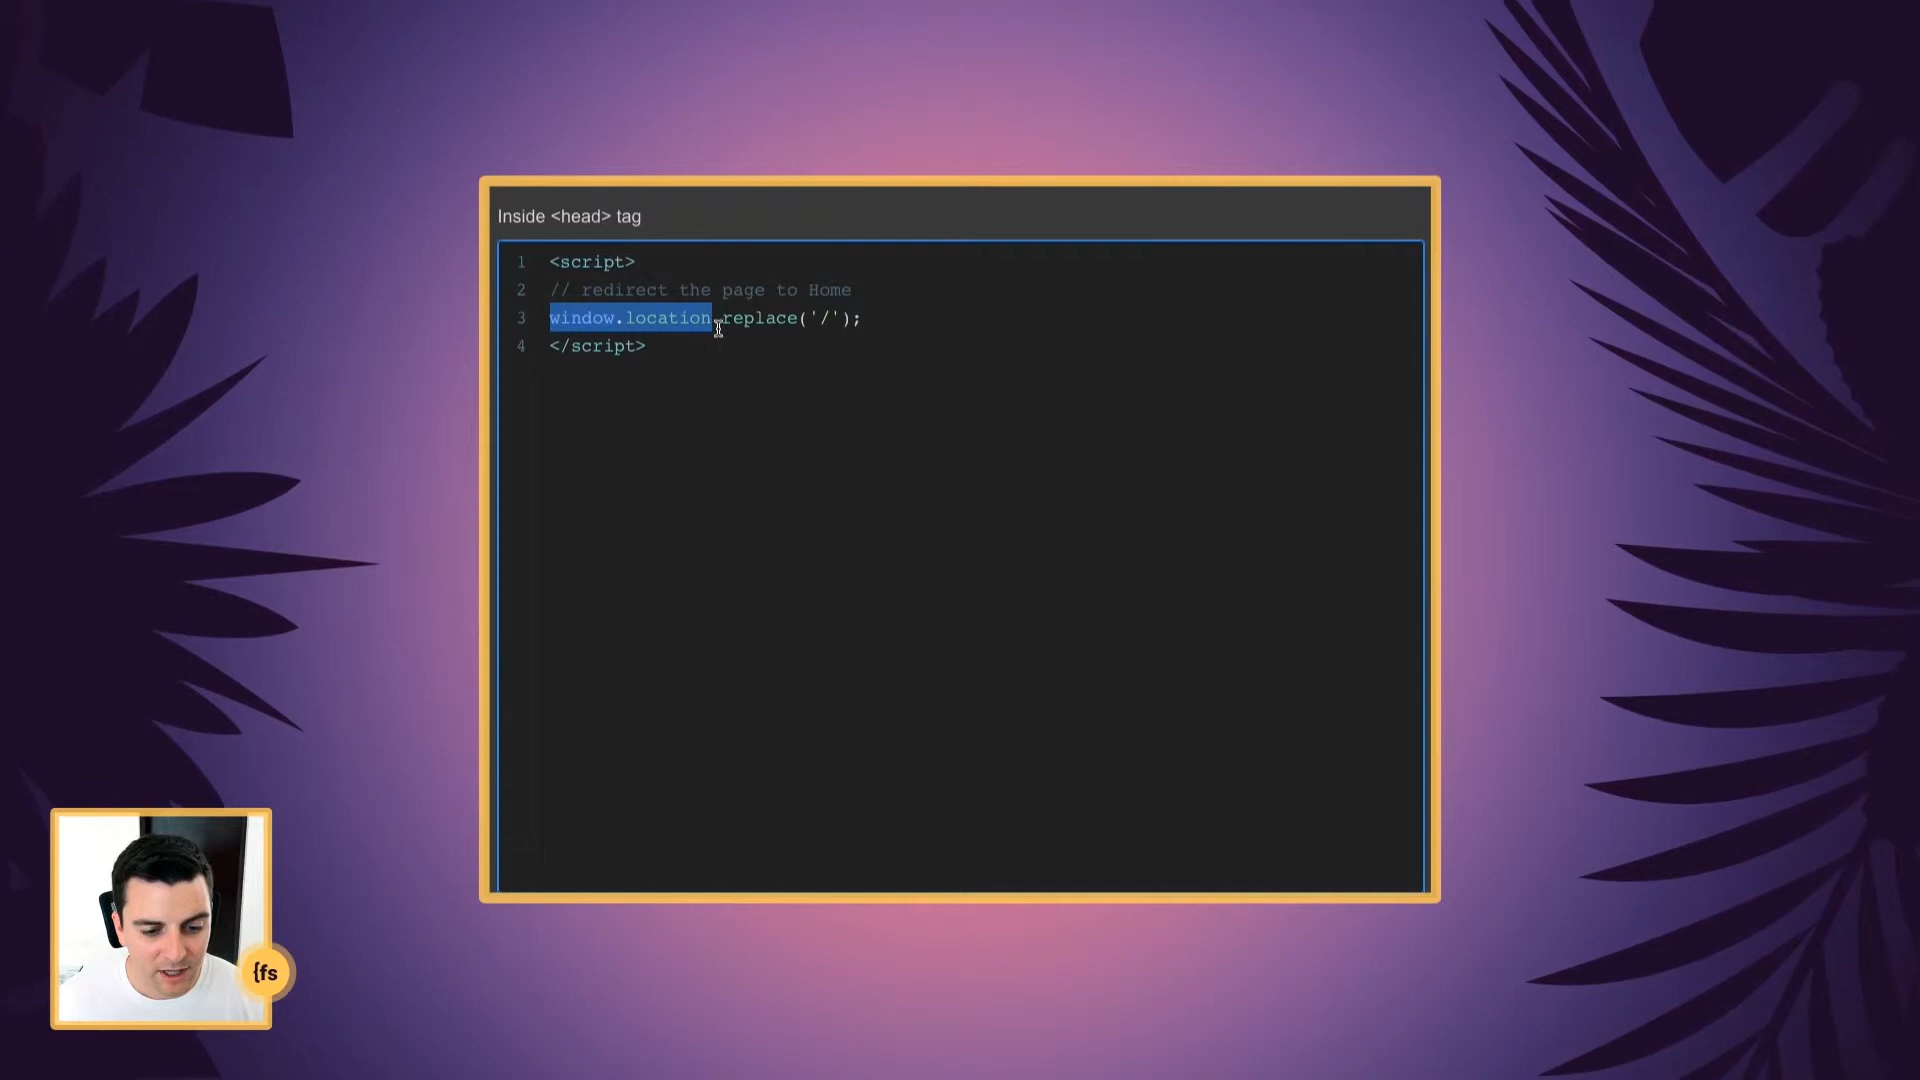 Inside <head> tag
1 <script>
2 // redirect the page to Home
3 window.location.replace('/');
4 </script>
{fs